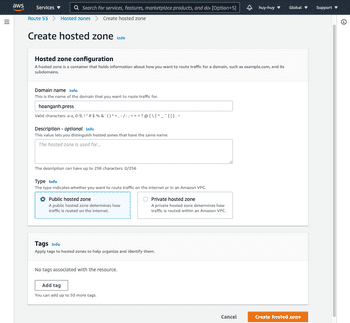 aws
Services
Search for services, features, marketplace products, and doc [Option+S]
huy-huy
Global
Support
Route 53 > Hosted zones > Create hosted zone
Create hosted zone Info
Hosted zone configuration
A hosted zone is a container that holds information about how you want to route traffic for a domain, such as example.com, and its
subdomains.
Domain name Info
This is the name of the domain that you want to route traffic for.
hoanganh.press
Valid characters: a-z, 0-9,
Description - optional Info
This value lets you distinguish hosted zones that have the same name.
The hosted zone is used for...
The description can have up to 256 characters. 0/256
Type Info
The type indicates whether you want to route traffic on the internet or in an Amazon VPC.
Public hosted zone
A public hosted zone determines how
traffic is routed on the internet.
Private hosted zone
A private hosted zone determines how
traffic is routed within an Amazon VPC.
Tags Info
Apply tags to hosted zones to help organize and identify them.
No tags associated with the resource.
Add tag
You can add up to 50 more tags.
Cancel
Create hosted zone